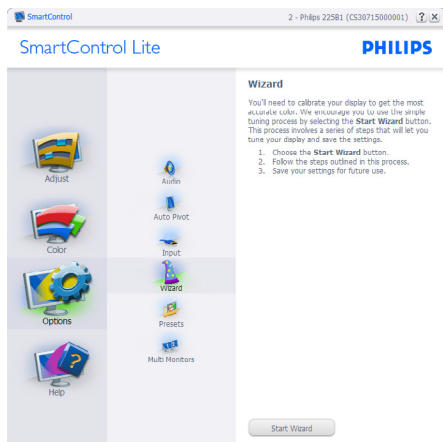 SmartControl
2 - Philips 225B1 (CS30715000001)
?
SmartControl Lite
PHILIPS
Adjust
Color
Options
Help
Audio
Auto Pivot
Input
Wizard
Presets
Multi Monitors
Wizard
You'll need to calibrate your display to get the most
accurate color. We encourage you to use the simple
tuning process by selecting the Start Wizard button.
This process involves a series of steps that will let you
tune your display and save the settings.
1. Choose the Start Wizard button.
2. Follow the steps outlined in this process.
3. Save your settings for future use.
Start Wizard